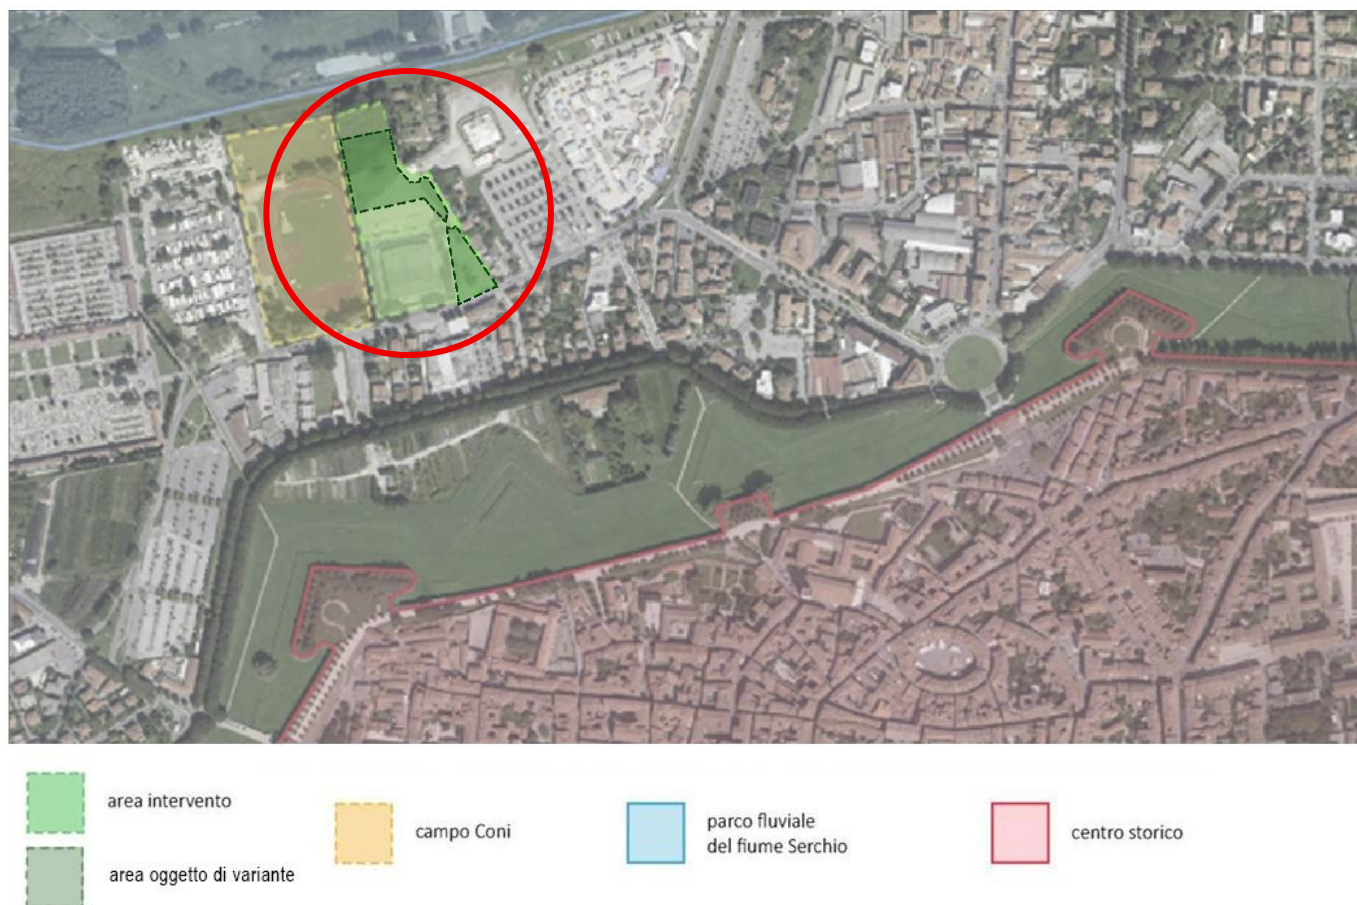 area intervento
area oggetto di variante
campo Coni
parco fluviale
del fiume Serchio
centro storico